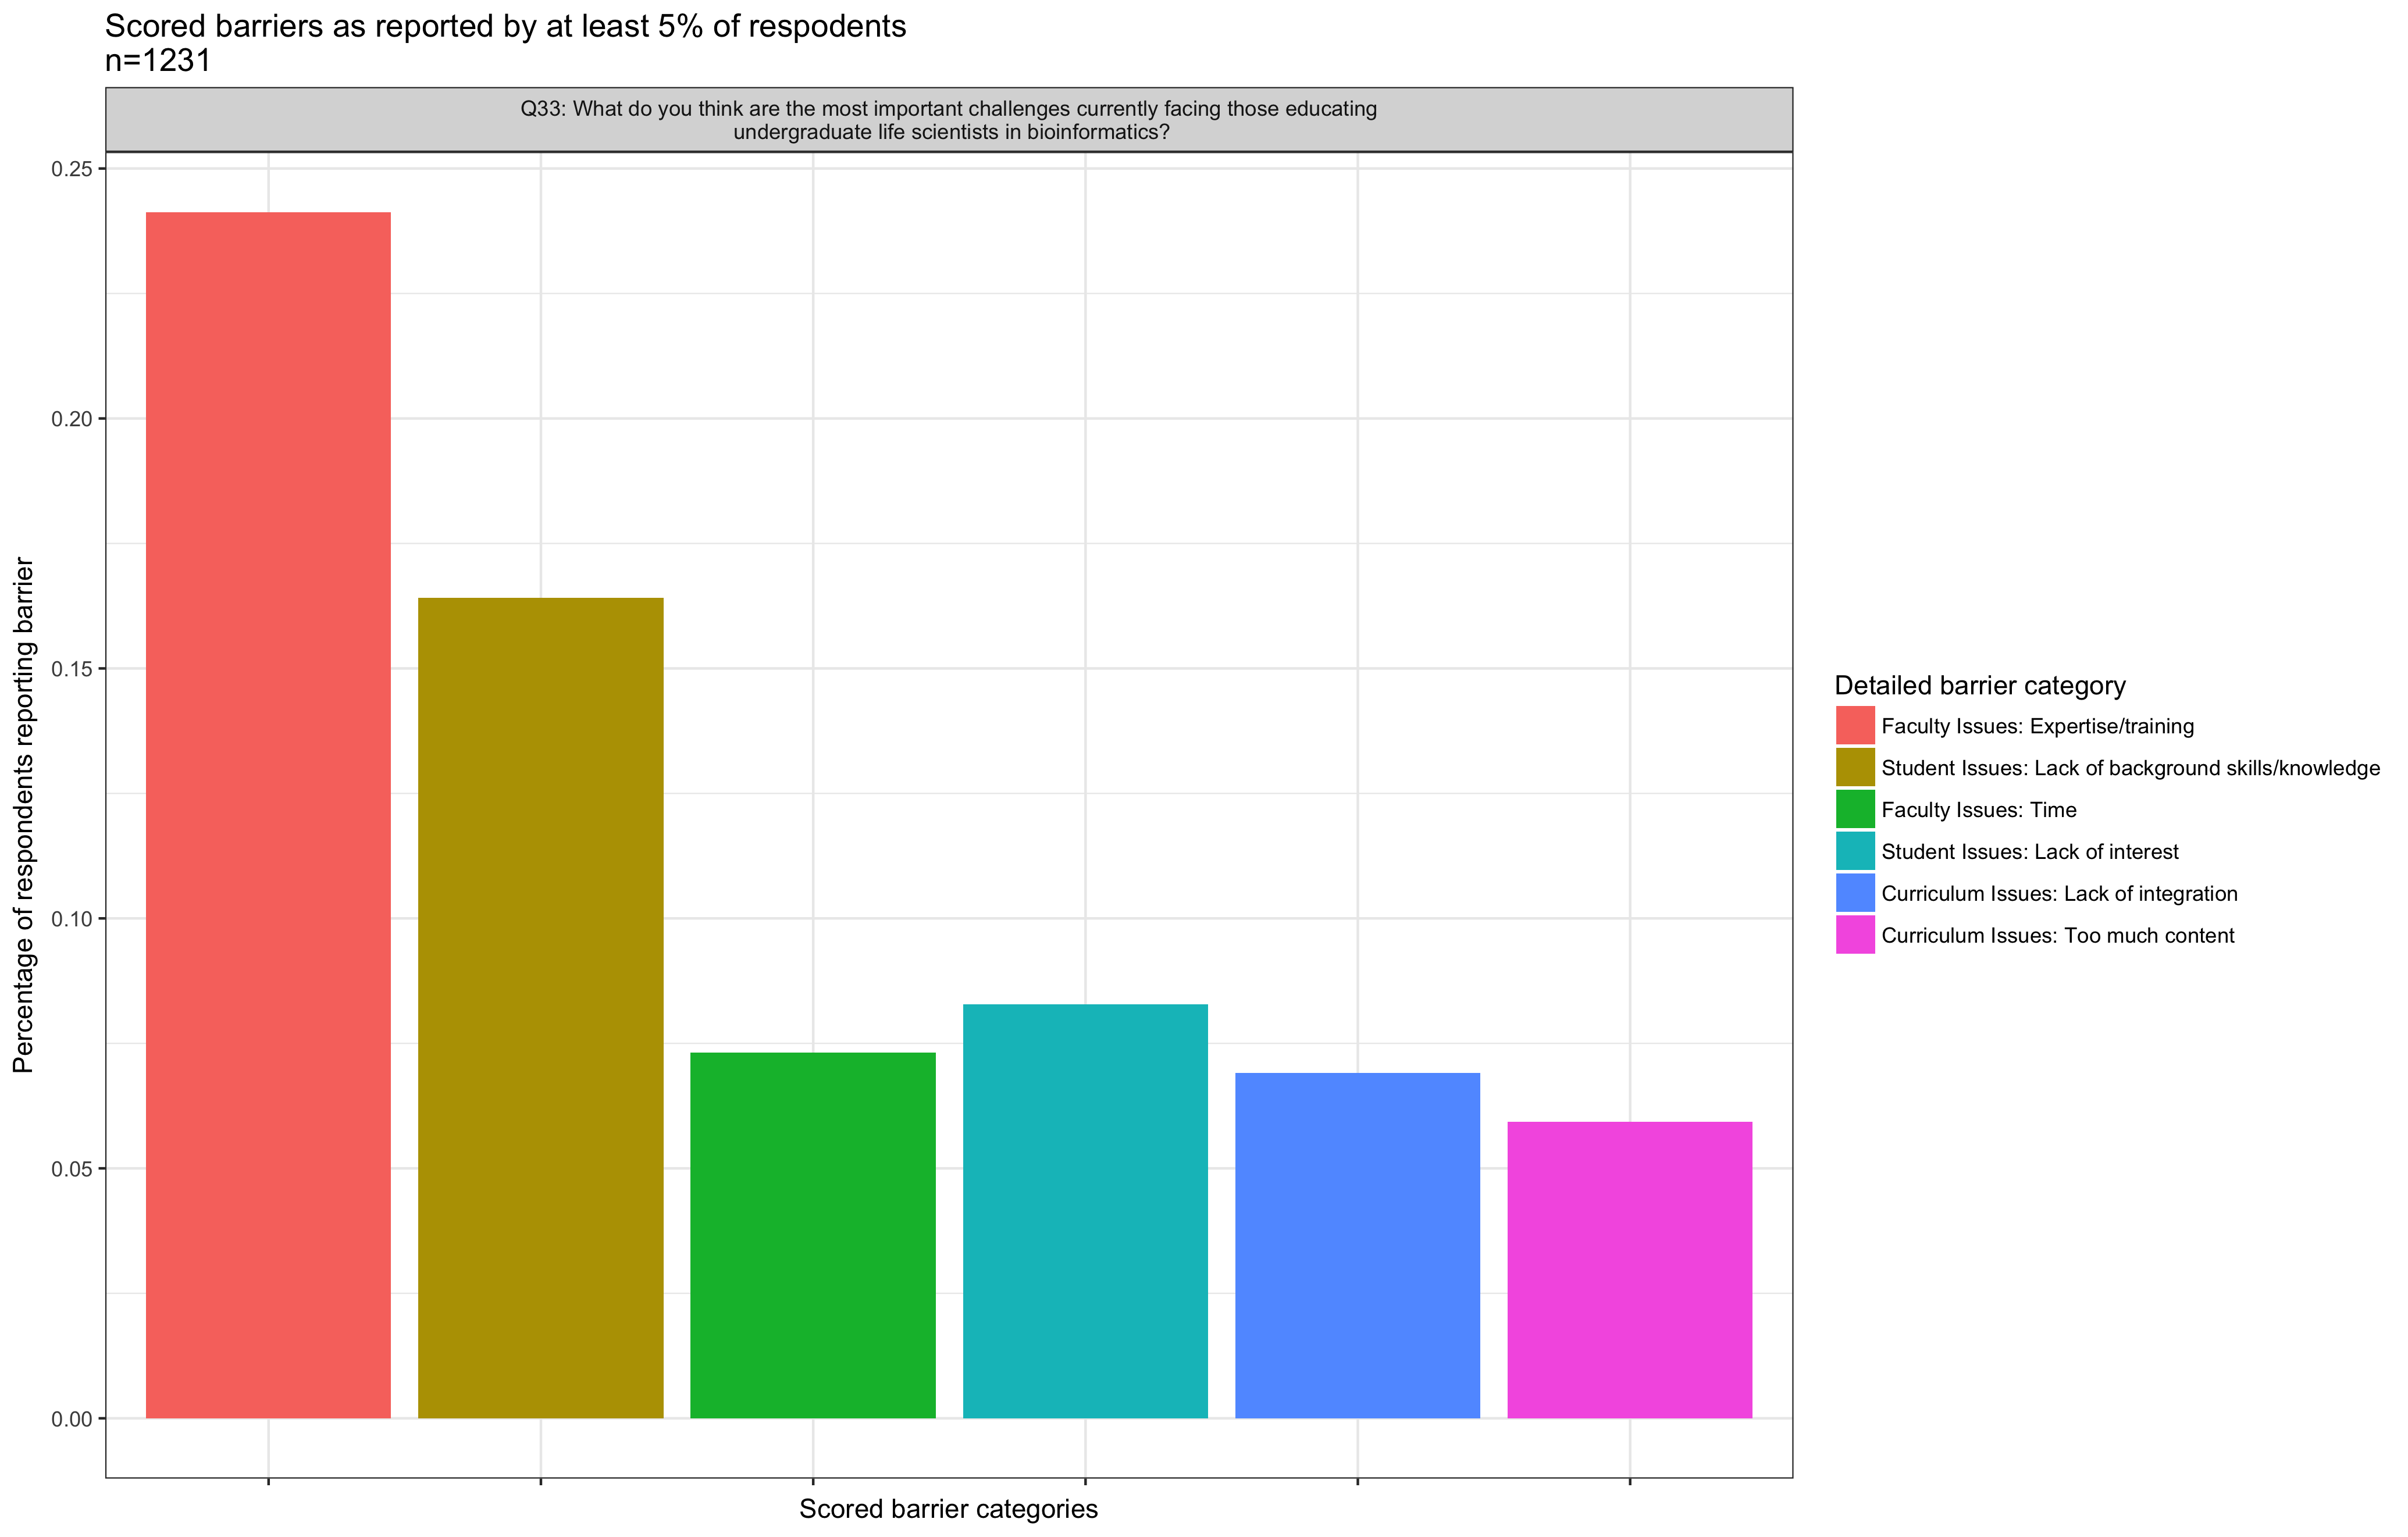 Scored barriers as reported by at least 5% of respodents
n=1231
Q33: What do you think are the most important challenges currently facing those educating
undergraduate life scientists in bioinformatics?
Percentage of respondents reporting barrier
0.25
0.20
0.15
0.10
0.05
0.00
Scored barrier categories
Detailed barrier category
Faculty Issues: Expertise/training
Student Issues: Lack of background skills/knowledge
Faculty Issues: Time
Student Issues: Lack of interest
Curriculum Issues: Lack of integration
Curriculum Issues: Too much content